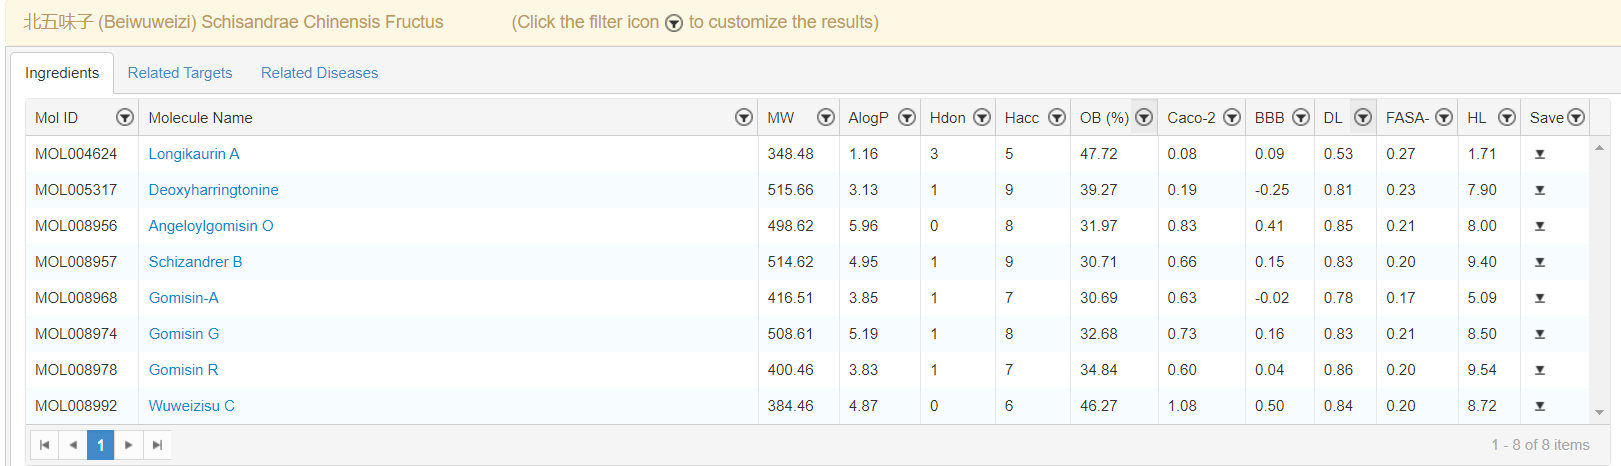 北五味子 (Beiwuweizi) Schisandrae Chinensis Fructus (Click the filter icon to customize the results)
Ingredients Related Targets Related Diseases
Mol ID Molecule Name MW AlogP Hdon Hacc OB (%) Caco-2 BBB DL FASA- HL Save
MOL004624 Longikaurin A 348.48 1.16 3 5 47.72 0.08 0.09 0.53 0.27 1.71
MOL005317 Deoxyharringtonine 515.66 3.13 1 9 39.27 0.19 -0.25 0.81 0.23 7.90
MOL008956 Angeloylgomisin O 498.62 5.96 0 8 31.97 0.83 0.41 0.85 0.21 8.00
MOL008957 Schizandrer B 514.62 4.95 1 9 30.71 0.66 0.15 0.83 0.20 9.40
MOL008968 Gomisin-A 416.51 3.85 1 7 30.69 0.63 -0.02 0.78 0.17 5.09
MOL008974 Gomisin G 508.61 5.19 1 8 32.68 0.73 0.16 0.83 0.21 8.50
MOL008978 Gomisin R 400.46 3.83 1 7 34.84 0.60 0.04 0.86 0.20 9.54
MOL008992 Wuweizisu C 384.46 4.87 0 6 46.27 1.08 0.50 0.84 0.20 8.72
1 1 - 8 of 8 items